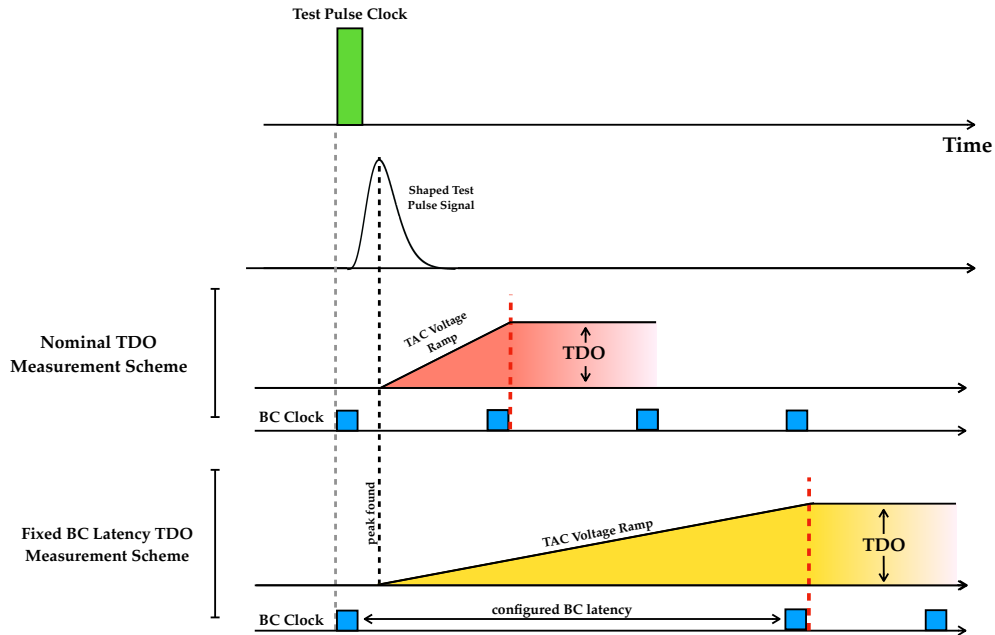 Test Pulse Clock
Time
Shaped Test
Pulse Signal
Nominal TDO
Measurement Scheme
TAC Voltage
Ramp
TDO
BC Clock
peak found
Fixed BC Latency TDO
Measurement Scheme
TAC Voltage Ramp
TDO
BC Clock
configured BC latency